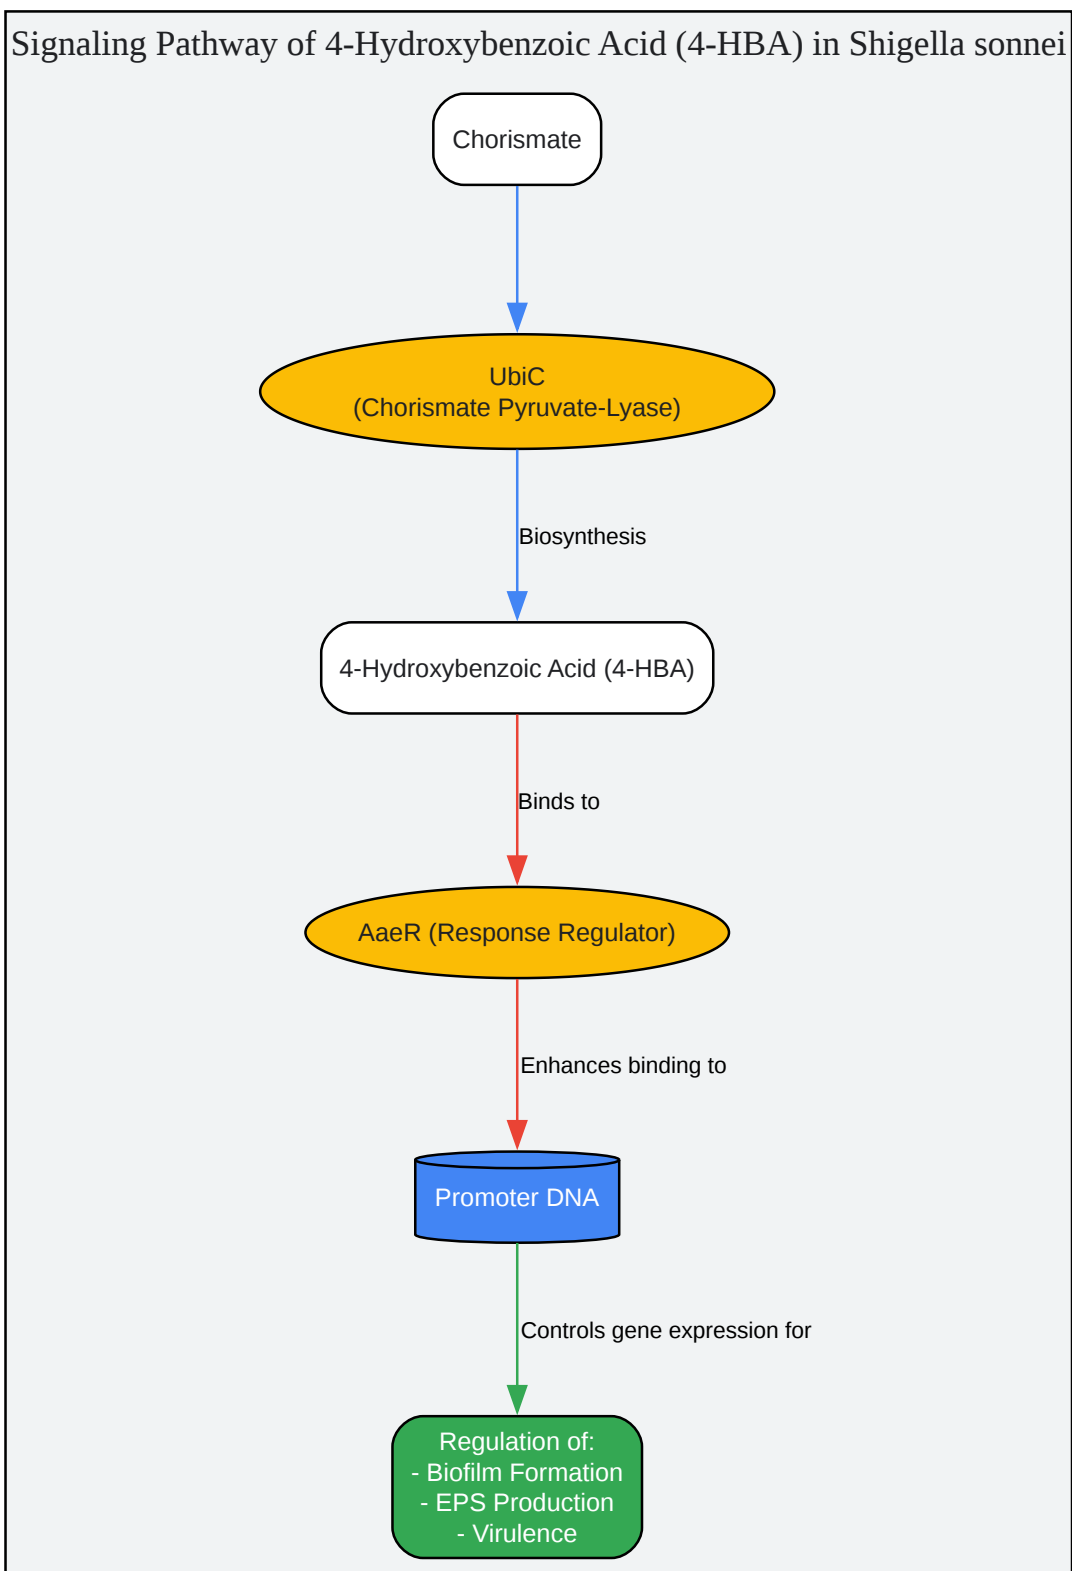 Signaling Pathway of 4-Hydroxybenzoic Acid (4-HBA) in Shigella sonnei
Chorismate
UbiC
(Chorismate Pyruvate-Lyase)
Biosynthesis
4-Hydroxybenzoic Acid (4-HBA)
Binds to
AaeR (Response Regulator)
Enhances binding to
Promoter DNA
Controls gene expression for
Regulation of:
- Biofilm Formation
- EPS Production
- Virulence